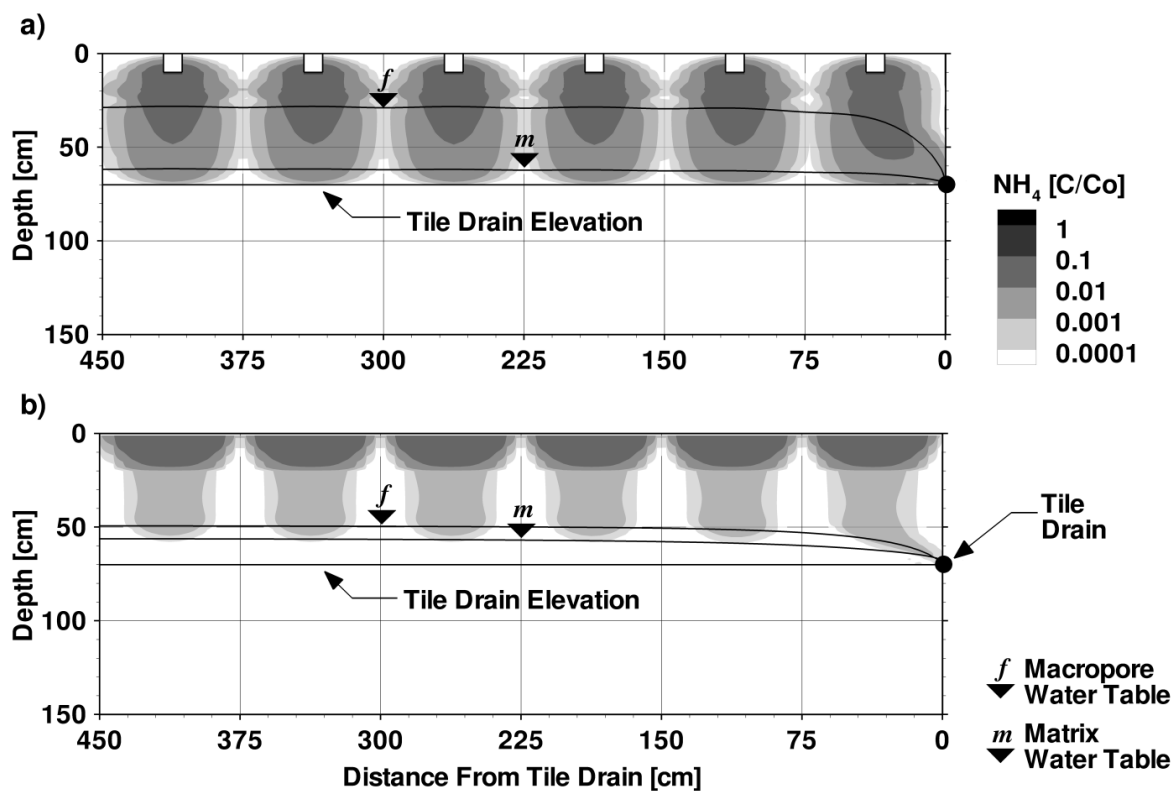 a)
0
50
100
150
Depth [cm]
f
m
Tile Drain Elevation
450 375 300 225 150 75 0
NH4 [C/Co]
1
0.1
0.01
0.001
0.0001
b)
0
50
100
150
Depth [cm]
f
m
Tile Drain Elevation
450 375 300 225 150 75 0
Distance From Tile Drain [cm]
Tile
Drain
f Macropore
Water Table
m Matrix
Water Table